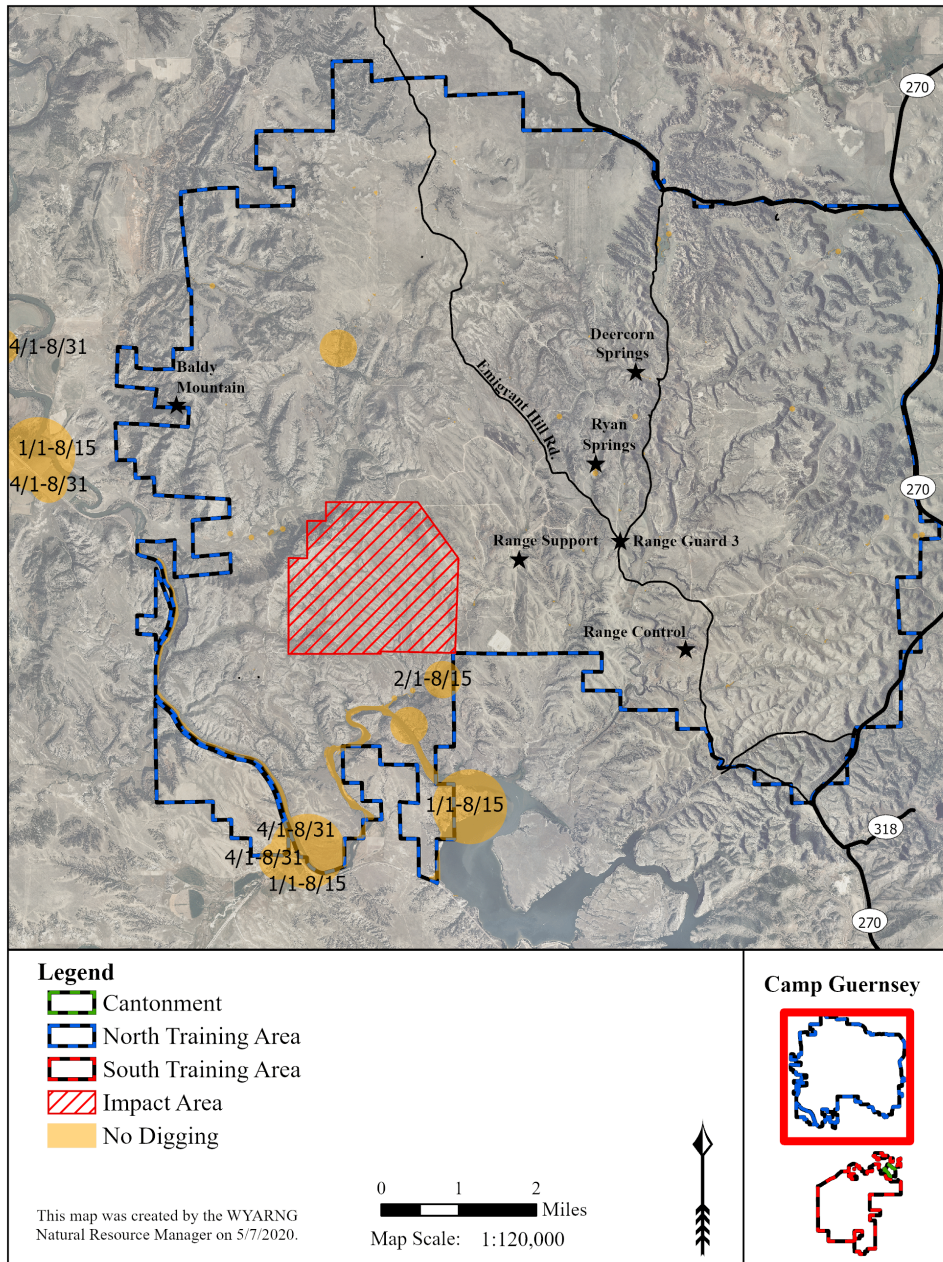 270
Deercorn
Springs
4/1-8/31
Baldy
Mountain
Emigrant Hill Rd.
Ryan
Springs
1/1-8/15
4/1-8/31
270
Range Support
Range Guard 3
Range Control
2/1-8/15
1/1-8/15
4/1-8/31
318
4/1-8/31
1/1-8/15
270
Legend
Cantonment
North Training Area
South Training Area
Impact Area
No Digging
This map was created by the WYARNG
Natural Resource Manager on 5/7/2020.
0 1 2
Miles
Map Scale: 1:120,000
Camp Guernsey